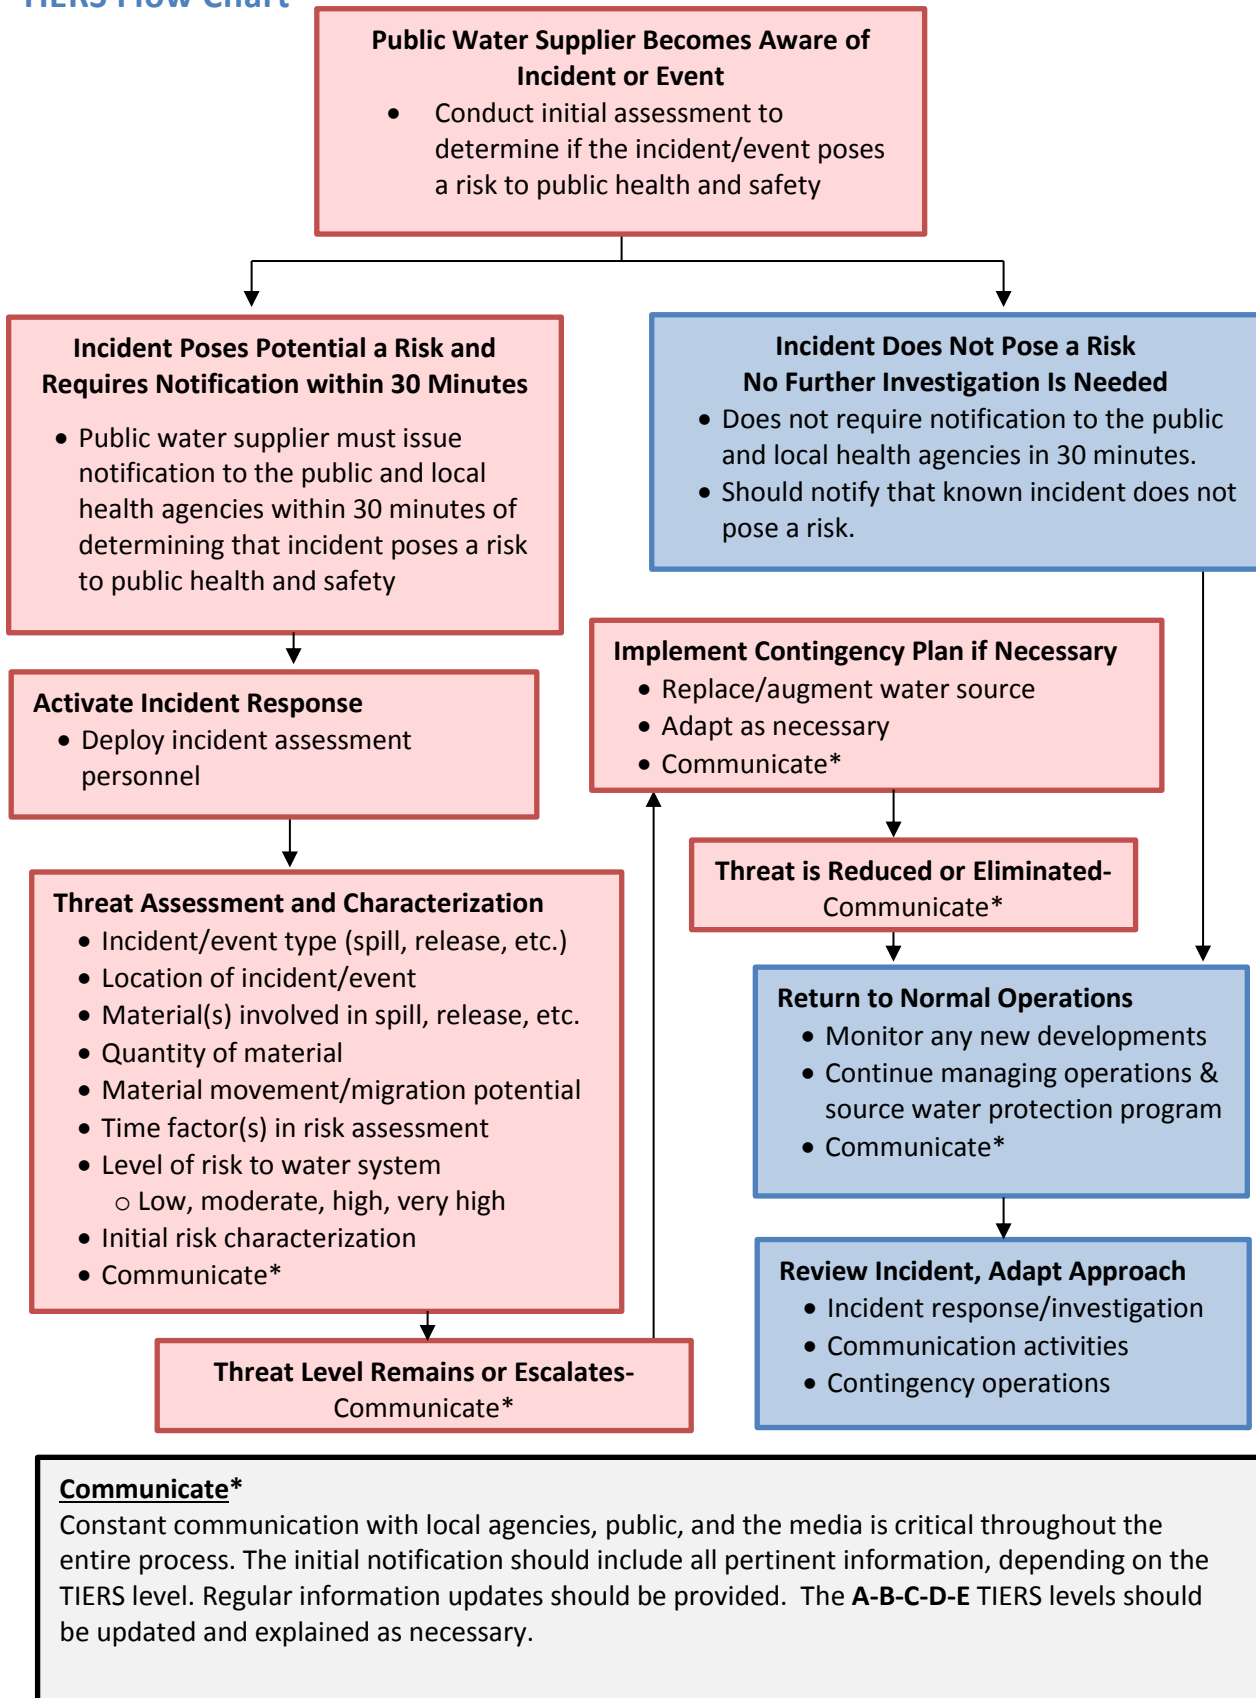 TIERS Flow Chart
Public Water Supplier Becomes Aware of
Incident or Event
• Conduct initial assessment to
determine if the incident/event poses
a risk to public health and safety
Incident Poses Potential a Risk and
Requires Notification within 30 Minutes
• Public water supplier must issue
notification to the public and local
health agencies within 30 minutes of
determining that incident poses a risk
to public health and safety
Incident Does Not Pose a Risk
No Further Investigation Is Needed
• Does not require notification to the public
and local health agencies in 30 minutes.
• Should notify that known incident does not
pose a risk.
Activate Incident Response
• Deploy incident assessment
personnel
Threat Assessment and Characterization
• Incident/event type (spill, release, etc.)
• Location of incident/event
• Material(s) involved in spill, release, etc.
• Quantity of material
• Material movement/migration potential
• Time factor(s) in risk assessment
• Level of risk to water system
o Low, moderate, high, very high
• Initial risk characterization
• Communicate*
Threat Level Remains or Escalates-
Communicate*
Implement Contingency Plan if Necessary
• Replace/augment water source
• Adapt as necessary
• Communicate*
Threat is Reduced or Eliminated-
Communicate*
Return to Normal Operations
• Monitor any new developments
• Continue managing operations &
source water protection program
• Communicate*
Review Incident, Adapt Approach
• Incident response/investigation
• Communication activities
• Contingency operations
Communicate*
Constant communication with local agencies, public, and the media is critical throughout the
entire process. The initial notification should include all pertinent information, depending on the
TIERS level. Regular information updates should be provided.  The A-B-C-D-E TIERS levels should
be updated and explained as necessary.